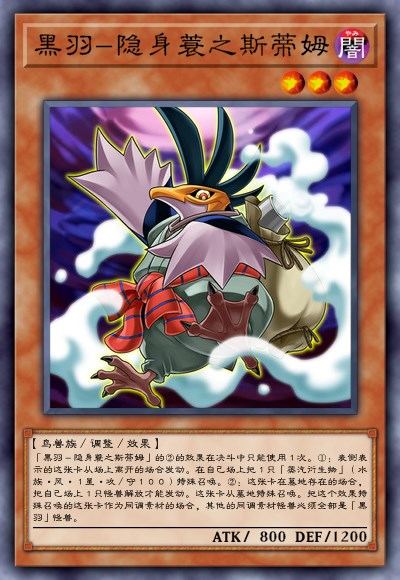 黑羽-隐身蓑之斯蒂姆
やみ
闇
【鸟兽族／调整／效果】
「黑羽-隐身蓑之斯蒂姆」的②的效果在决斗中只能使用1次。①：表侧表
示的这张卡从场上离开的场合发动。在自己场上把1只「蒸汽衍生物」（水
族·风·1星·攻／守100）特殊召唤。②：这张卡在墓地存在的场合，
把自己场上1只怪兽解放才能发动。这张卡从墓地特殊召唤。把这个效果特
殊召唤的这张卡作为同调素材的场合，其他的同调素材怪兽必须全部是「黑
羽」怪兽。
ATK/ 800 DEF/1200